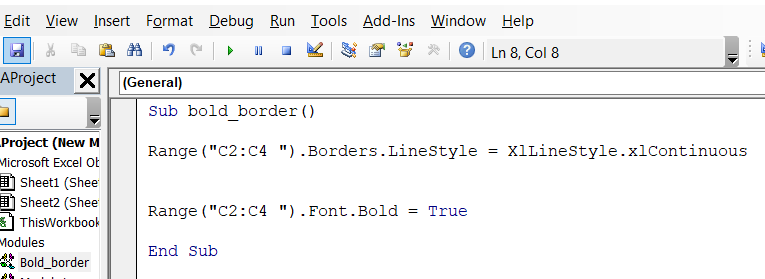 Edit View Insert Format Debug Run Tools Add-Ins Window Help
Ln 8, Col 8
AProject
(General)
Sub bold_border()
Range("C2:C4 ").Borders.LineStyle = XlLineStyle.xlContinuous
Range("C2:C4 ").Font.Bold = True
End Sub
AProject (New M
Microsoft Excel Ob
Sheet1 (Shee
Sheet2 (Shee
ThisWorkbook
Modules
Bold_border